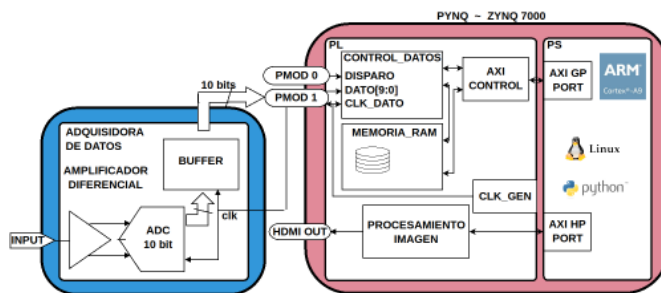 PYNQ ~ ZYNQ 7000
PL
PS
CONTROL_DATOS
DISPARO
DATO[9:0]
CLK_DATO
PMOD 0
PMOD 1
10 bits
AXI
CONTROL
AXI GP
PORT
ARM
Cortex®-A9
ADQUISIDORA
DE DATOS
AMPLIFICADOR
DIFERENCIAL
BUFFER
MEMORIA_RAM
Linux
python™
clk
CLK_GEN
INPUT
ADC
10 bit
HDMI OUT
PROCESAMIENTO
IMAGEN
AXI HP
PORT